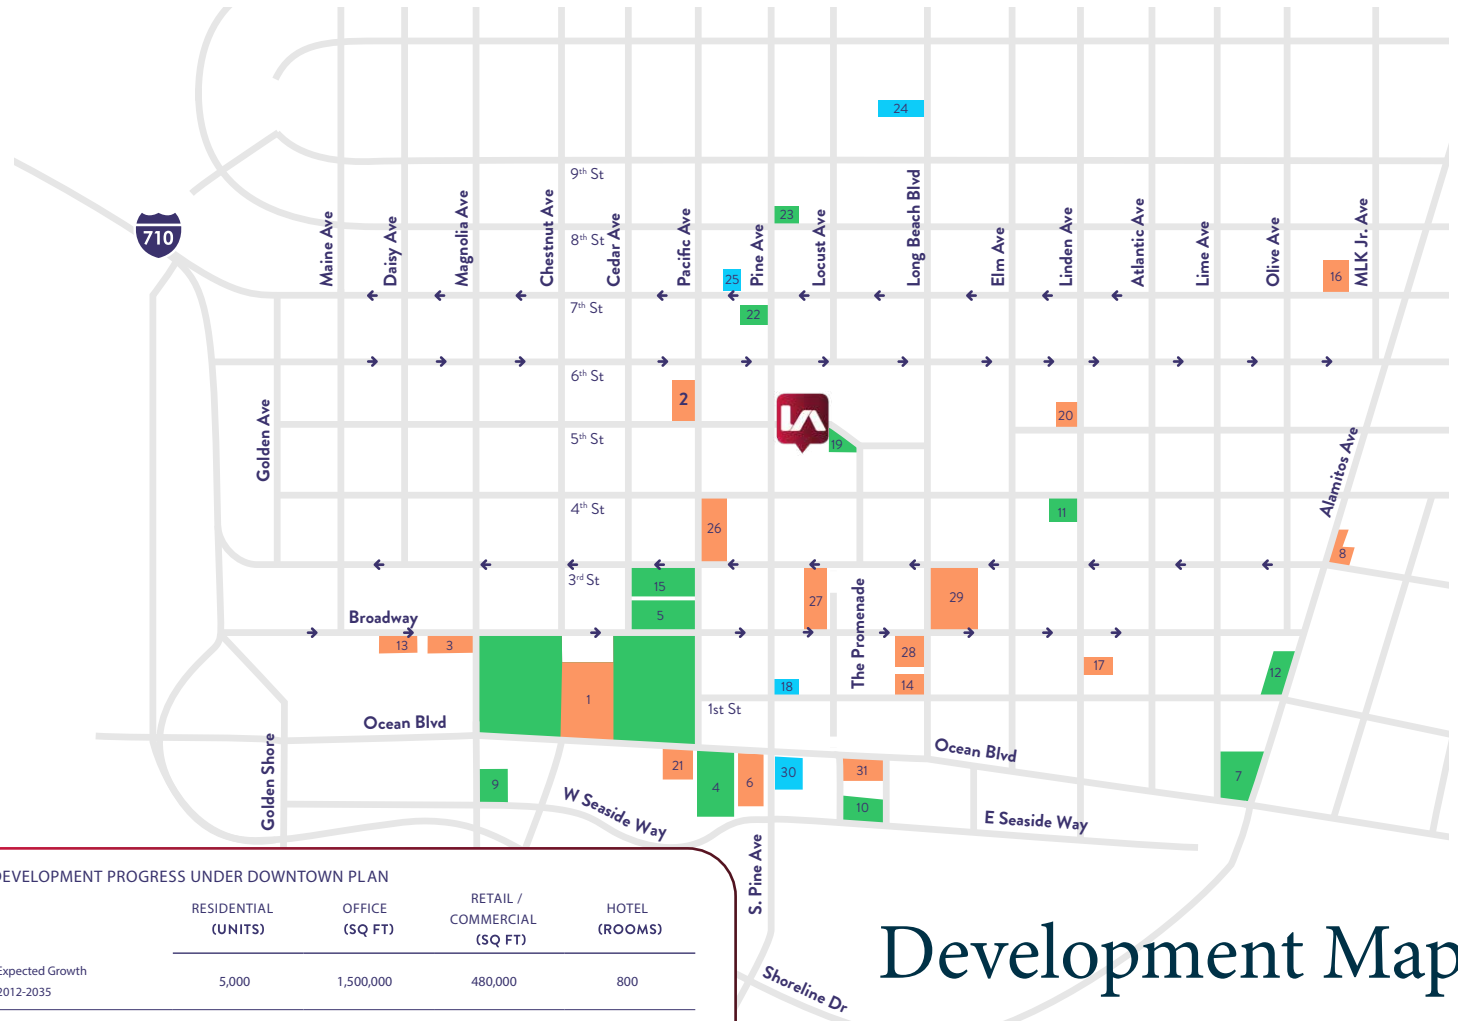 24
9th St
23
8th St
710
Maine Ave
Daisy Ave
Magnolia Ave
Chestnut Ave
Cedar Ave
Pacific Ave
Pine Ave
Locust Ave
Long Beach Blvd
Elm Ave
Linden Ave
Atlantic Ave
Lime Ave
Olive Ave
MLK Jr. Ave
25
16
7th St
22
6th St
2
20
19
5th St
Golden Ave
Alamitos Ave
4th St
26
11
8
3rd St
15
27
29
5
Broadway
The Promenade
13
3
28
17
12
1
18
14
1st St
Ocean Blvd
Ocean Blvd
Golden Shore
21
9
4
6
30
31
7
10
W Seaside Way
E Seaside Way
S. Pine Ave
DEVELOPMENT PROGRESS UNDER DOWNTOWN PLAN
RESIDENTIAL
(UNITS)
OFFICE
(SQ FT)
RETAIL /
COMMERCIAL
(SQ FT)
HOTEL
(ROOMS)
Expected Growth
2012-2035
5,000
1,500,000
480,000
800
Shoreline Dr
Development Map